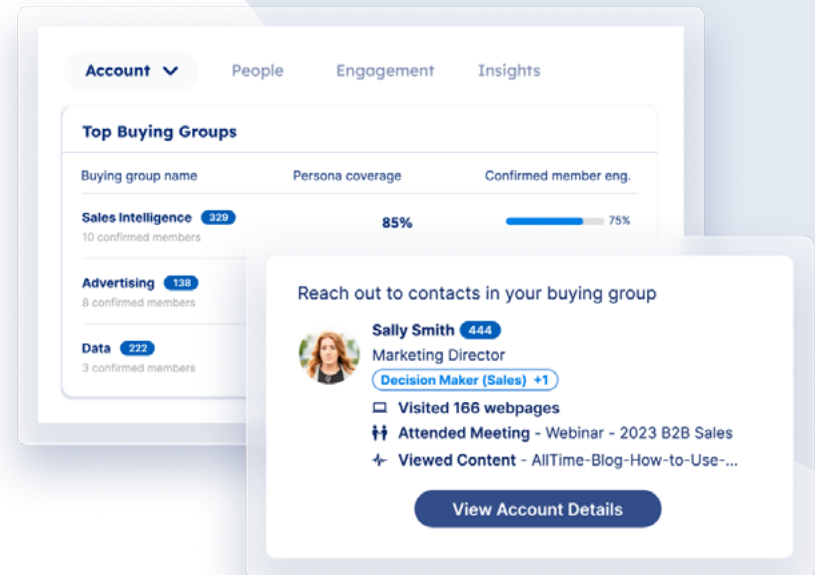 Account People Engagement Insights
Top Buying Groups
Buying group name Persona coverage Confirmed member eng.
Sales Intelligence 329 85% 75%
10 confirmed members
Advertising 138
8 confirmed members
Data 222
3 confirmed members
Reach out to contacts in your buying group
Sally Smith 444
Marketing Director
Decision Maker (Sales) +1
Visited 166 webpages
Attended Meeting - Webinar - 2023 B2B Sales
Viewed Content - AllTime-Blog-How-to-Use-...
View Account Details